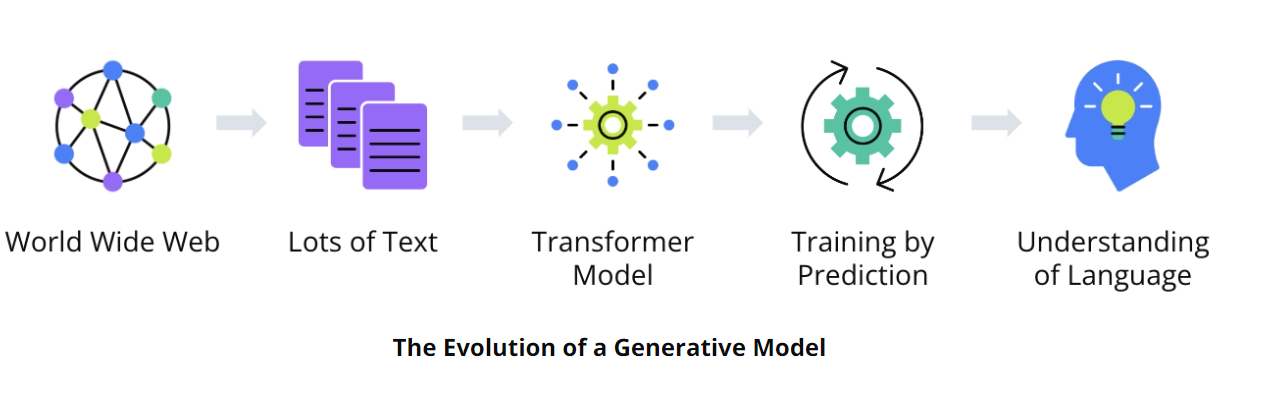 World Wide Web
Lots of Text
Transformer
Model
Training by
Prediction
Understanding
of Language
The Evolution of a Generative Model